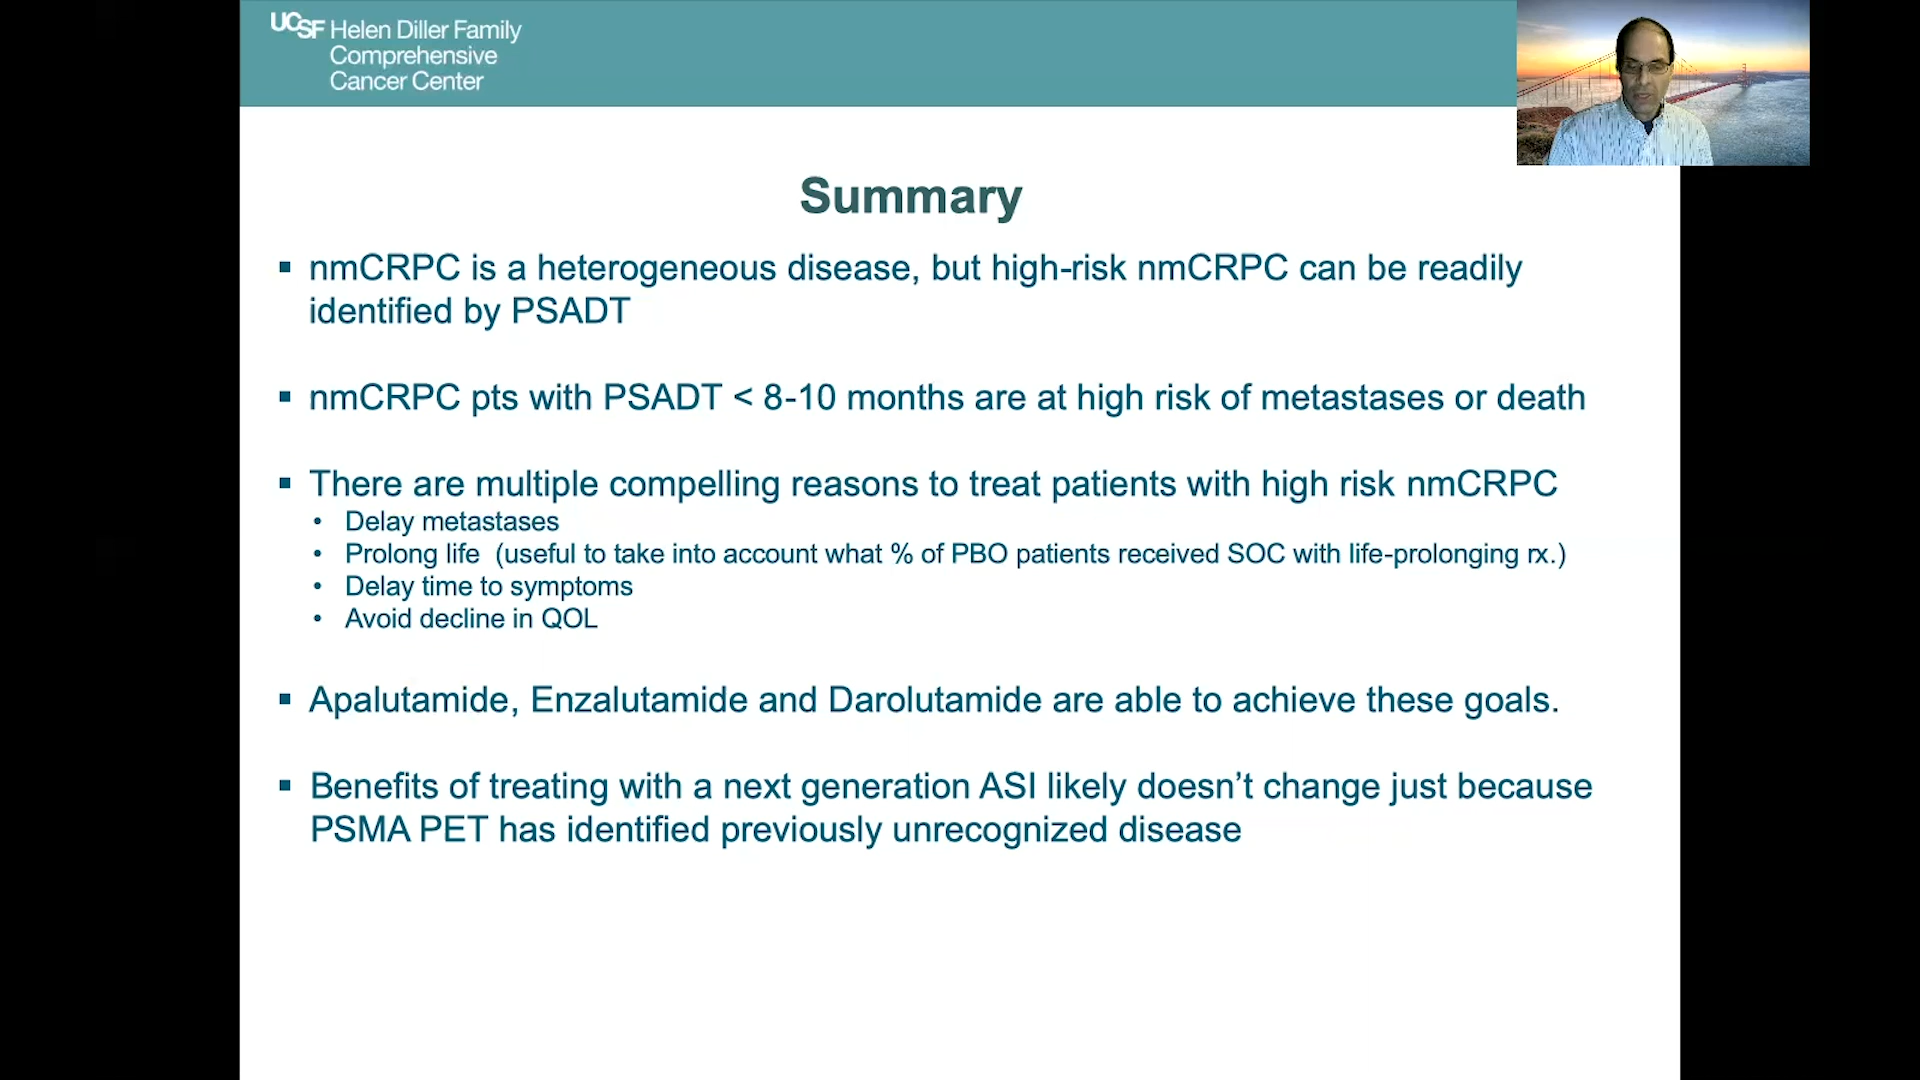 UCSF Helen Diller Family
Comprehensive
Cancer Center
Summary
▪ nmCRPC is a heterogeneous disease, but high-risk nmCRPC can be readily
identified by PSADT
▪ nmCRPC pts with PSADT < 8-10 months are at high risk of metastases or death
▪ There are multiple compelling reasons to treat patients with high risk nmCRPC
• Delay metastases
• Prolong life (useful to take into account what % of PBO patients received SOC with life-prolonging rx.)
• Delay time to symptoms
• Avoid decline in QOL
▪ Apalutamide, Enzalutamide and Darolutamide are able to achieve these goals.
▪ Benefits of treating with a next generation ASI likely doesn’t change just because
PSMA PET has identified previously unrecognized disease